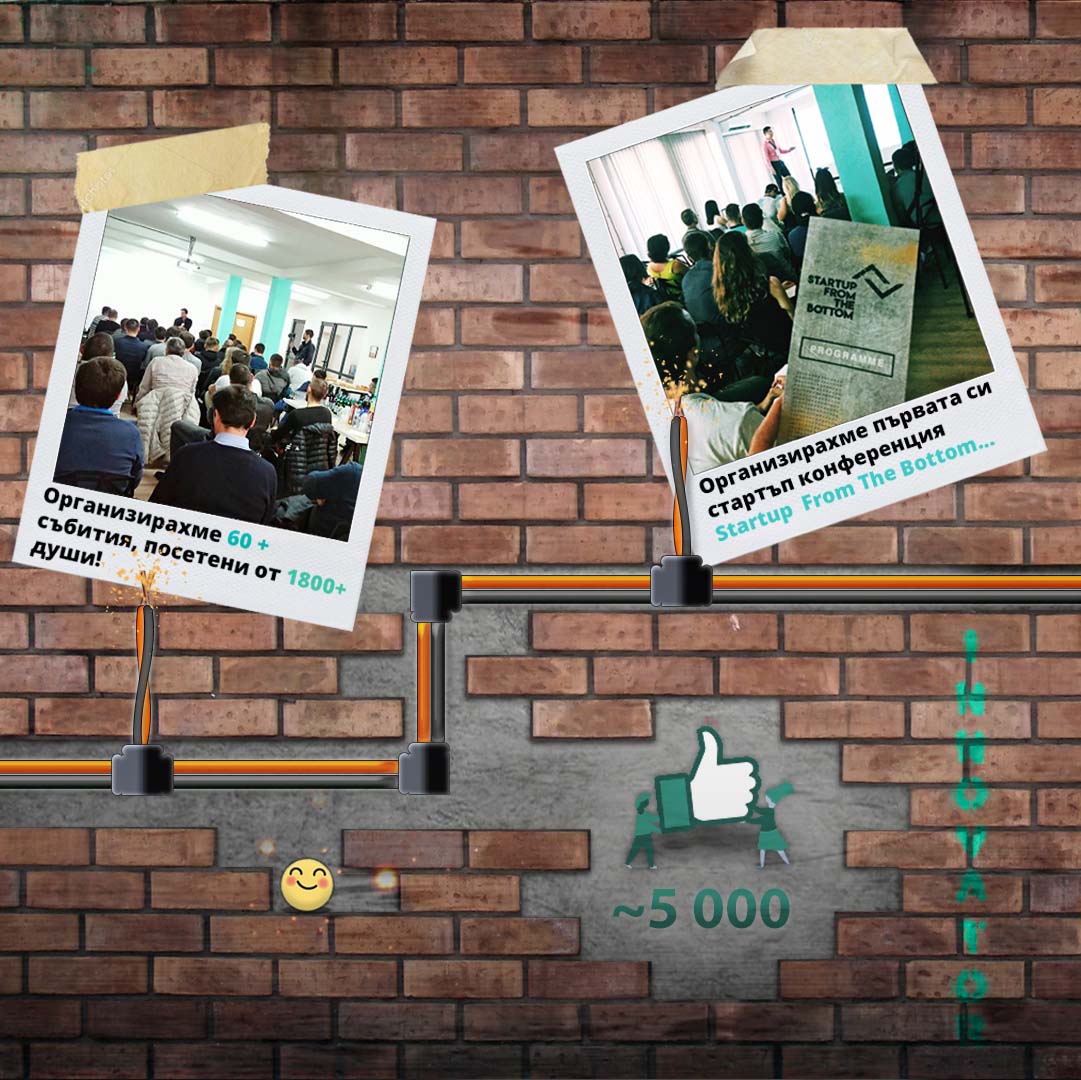 Организирахме 60 +
събития, посетени от 1800+
души!
STARTUP
FROM
THE
BOTTOM
PROGRAMME
Организирахме първата си
стартъп конференция
Startup From The Bottom...
~5 000
INNOVATOR